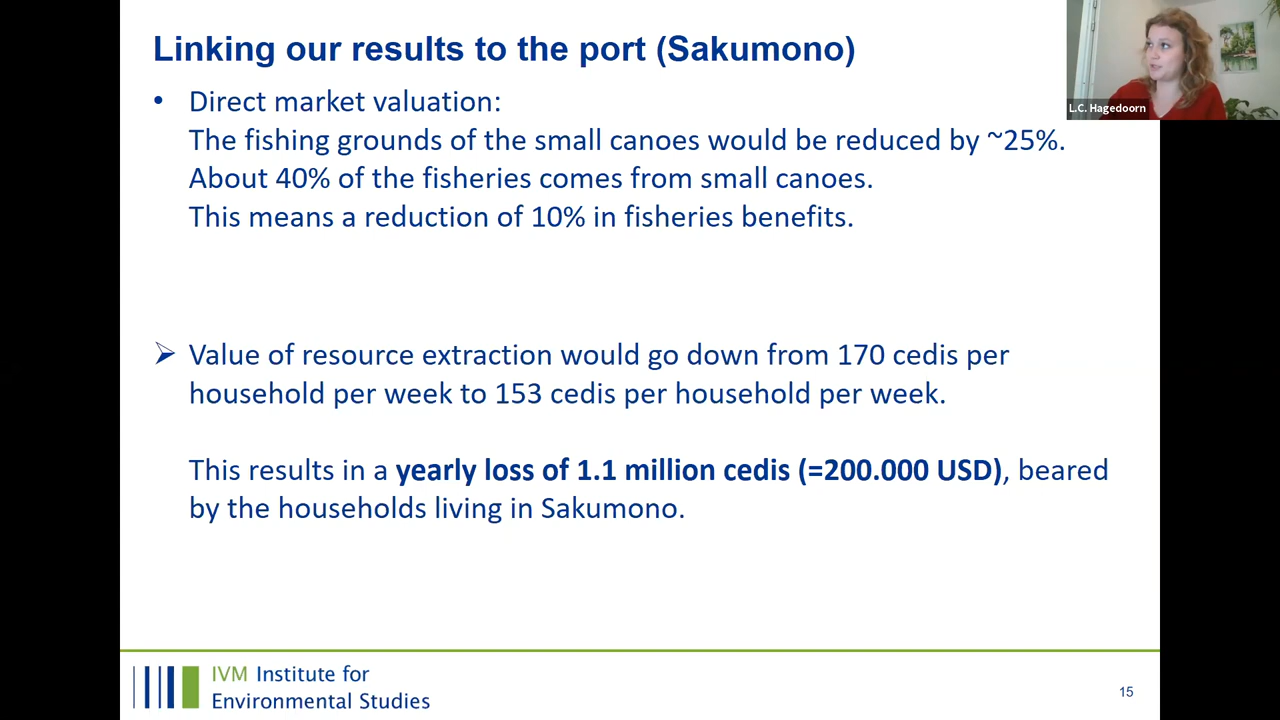 Linking our results to the port (Sakumono)
L.C. Hagedoorn
• Direct market valuation:
The fishing grounds of the small canoes would be reduced by ~25%.
About 40% of the fisheries comes from small canoes.
This means a reduction of 10% in fisheries benefits.
➢ Value of resource extraction would go down from 170 cedis per
household per week to 153 cedis per household per week.
This results in a yearly loss of 1.1 million cedis (=200.000 USD), beared
by the households living in Sakumono.
IVM Institute for
Environmental Studies
15